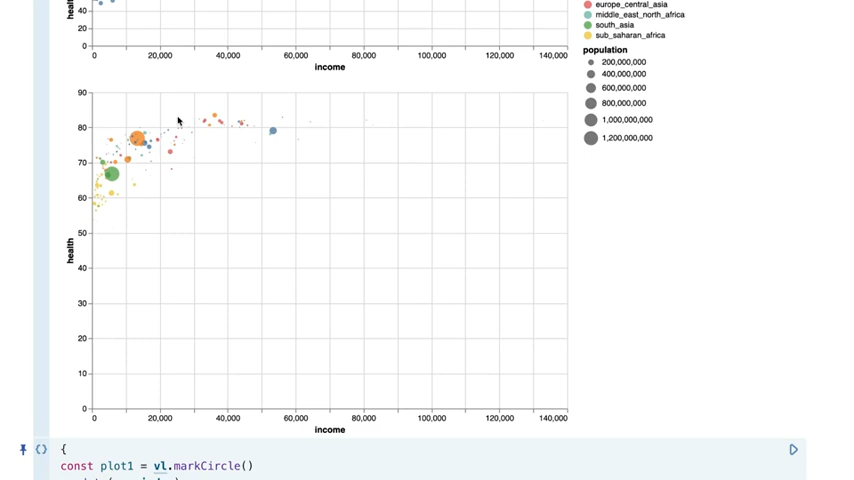 europe_central_asia
middle_east_north_africa
south_asia
sub_saharan_africa
population
200,000,000
400,000,000
600,000,000
800,000,000
1,000,000,000
1,200,000,000
40
20
0
0 20,000 40,000 60,000 80,000 100,000 120,000 140,000
income
90
80
70
60
50
health
40
30
20
10
0
0 20,000 40,000 60,000 80,000 100,000 120,000 140,000
income
{
const plot1 = vl.markCircle()